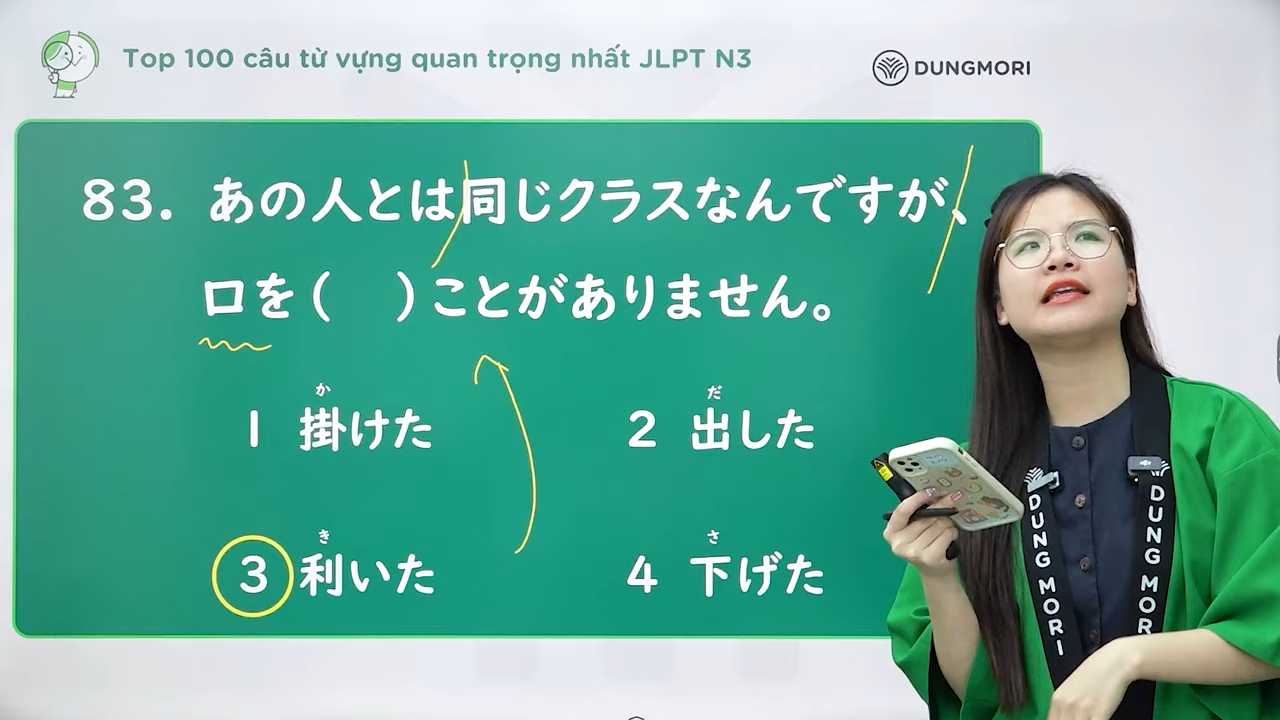 Top 100 câu từ vựng quan trọng nhất JLPT N3
DUNGMORI
83. あの人とは同じクラスなんですが、
口を( )ことがありません。
か
1 掛けた
だ
2 出した
き
3 利いた
さ
4 下げた
DUNG MORI
DUNG MORI